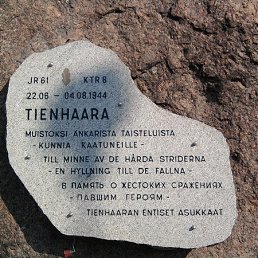 JR 61 KTR 8
22.06 – 04.08.1944
TIENHAARA
MUISTOKSI ANKARISTA TAISTELUISTA
- KUNNIA KAATUNEILLE -
TILL MINNE AV DE HÅRDA STRIDERNA
- EN HYLLNING TILL DE FALLNA -
В ПАМЯТЬ О ЖЕСТОКИХ СРАЖЕНИЯХ
- ПАВШИМ ГЕРОЯМ -
TIENHAARAN ENTISET ASUKKAAT